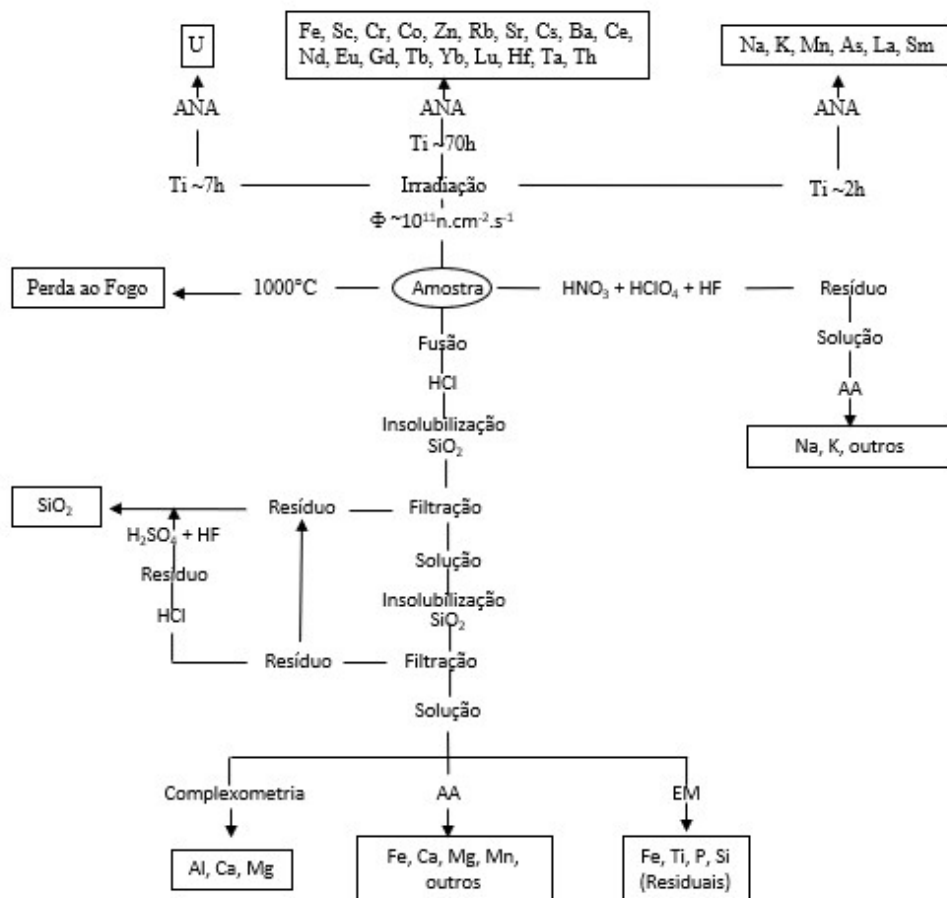 U
Fe, Sc, Cr, Co, Zn, Rb, Sr, Cs, Ba, Ce,
Nd, Eu, Gd, Tb, Yb, Lu, Hf, Ta, Th
Na, K, Mn, As, La, Sm
ANA
ANA
ANA
Ti ~70h
Ti ~7h
Irradiação
Ti ~2h
Φ ~10¹¹n.cm⁻².s⁻¹
Perda ao Fogo
1000°C
Amostra
HNO₃ + HClO₄ + HF
Resíduo
Fusão
Solução
HCl
AA
Insolubilização
SiO₂
Na, K, outros
SiO₂
Resíduo
Filtração
H₂SO₄ + HF
Solução
Resíduo
Insolubilização
SiO₂
HCl
Resíduo
Filtração
Solução
Complexometria
AA
EM
Al, Ca, Mg
Fe, Ca, Mg, Mn,
outros
Fe, Ti, P, Si
(Residuais)